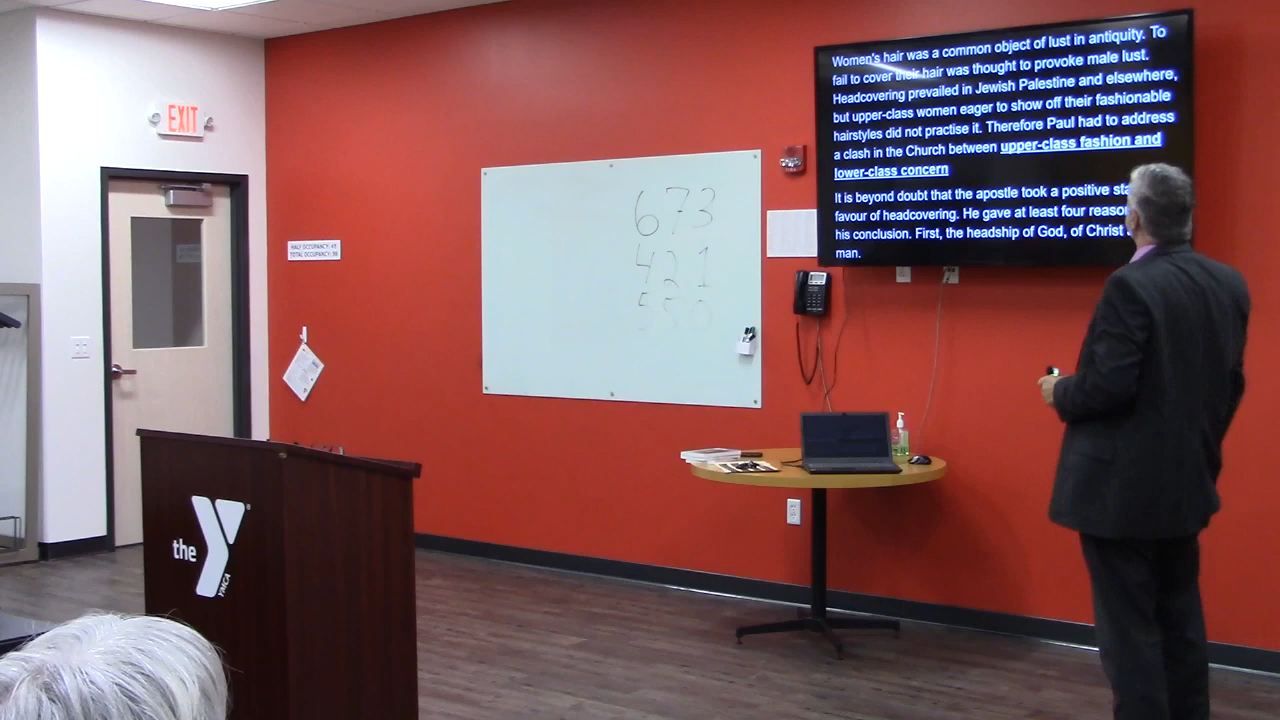 EXIT
HALF OCCUPANCY: 49
673
421
550
Women's hair was a common object of lust in antiquity. To
fail to cover their hair was thought to provoke male lust.
Headcovering prevailed in Jewish Palestine and elsewhere,
but upper-class women eager to show off their fashionable
hairstyles did not practise it. Therefore Paul had to address
a clash in the Church between upper-class fashion and
lower-class concern
It is beyond doubt that the apostle took a positive
favour of headcovering. He gave at least four
his conclusion. First, the headship of God, of Christ
man.
the Y
YMCA